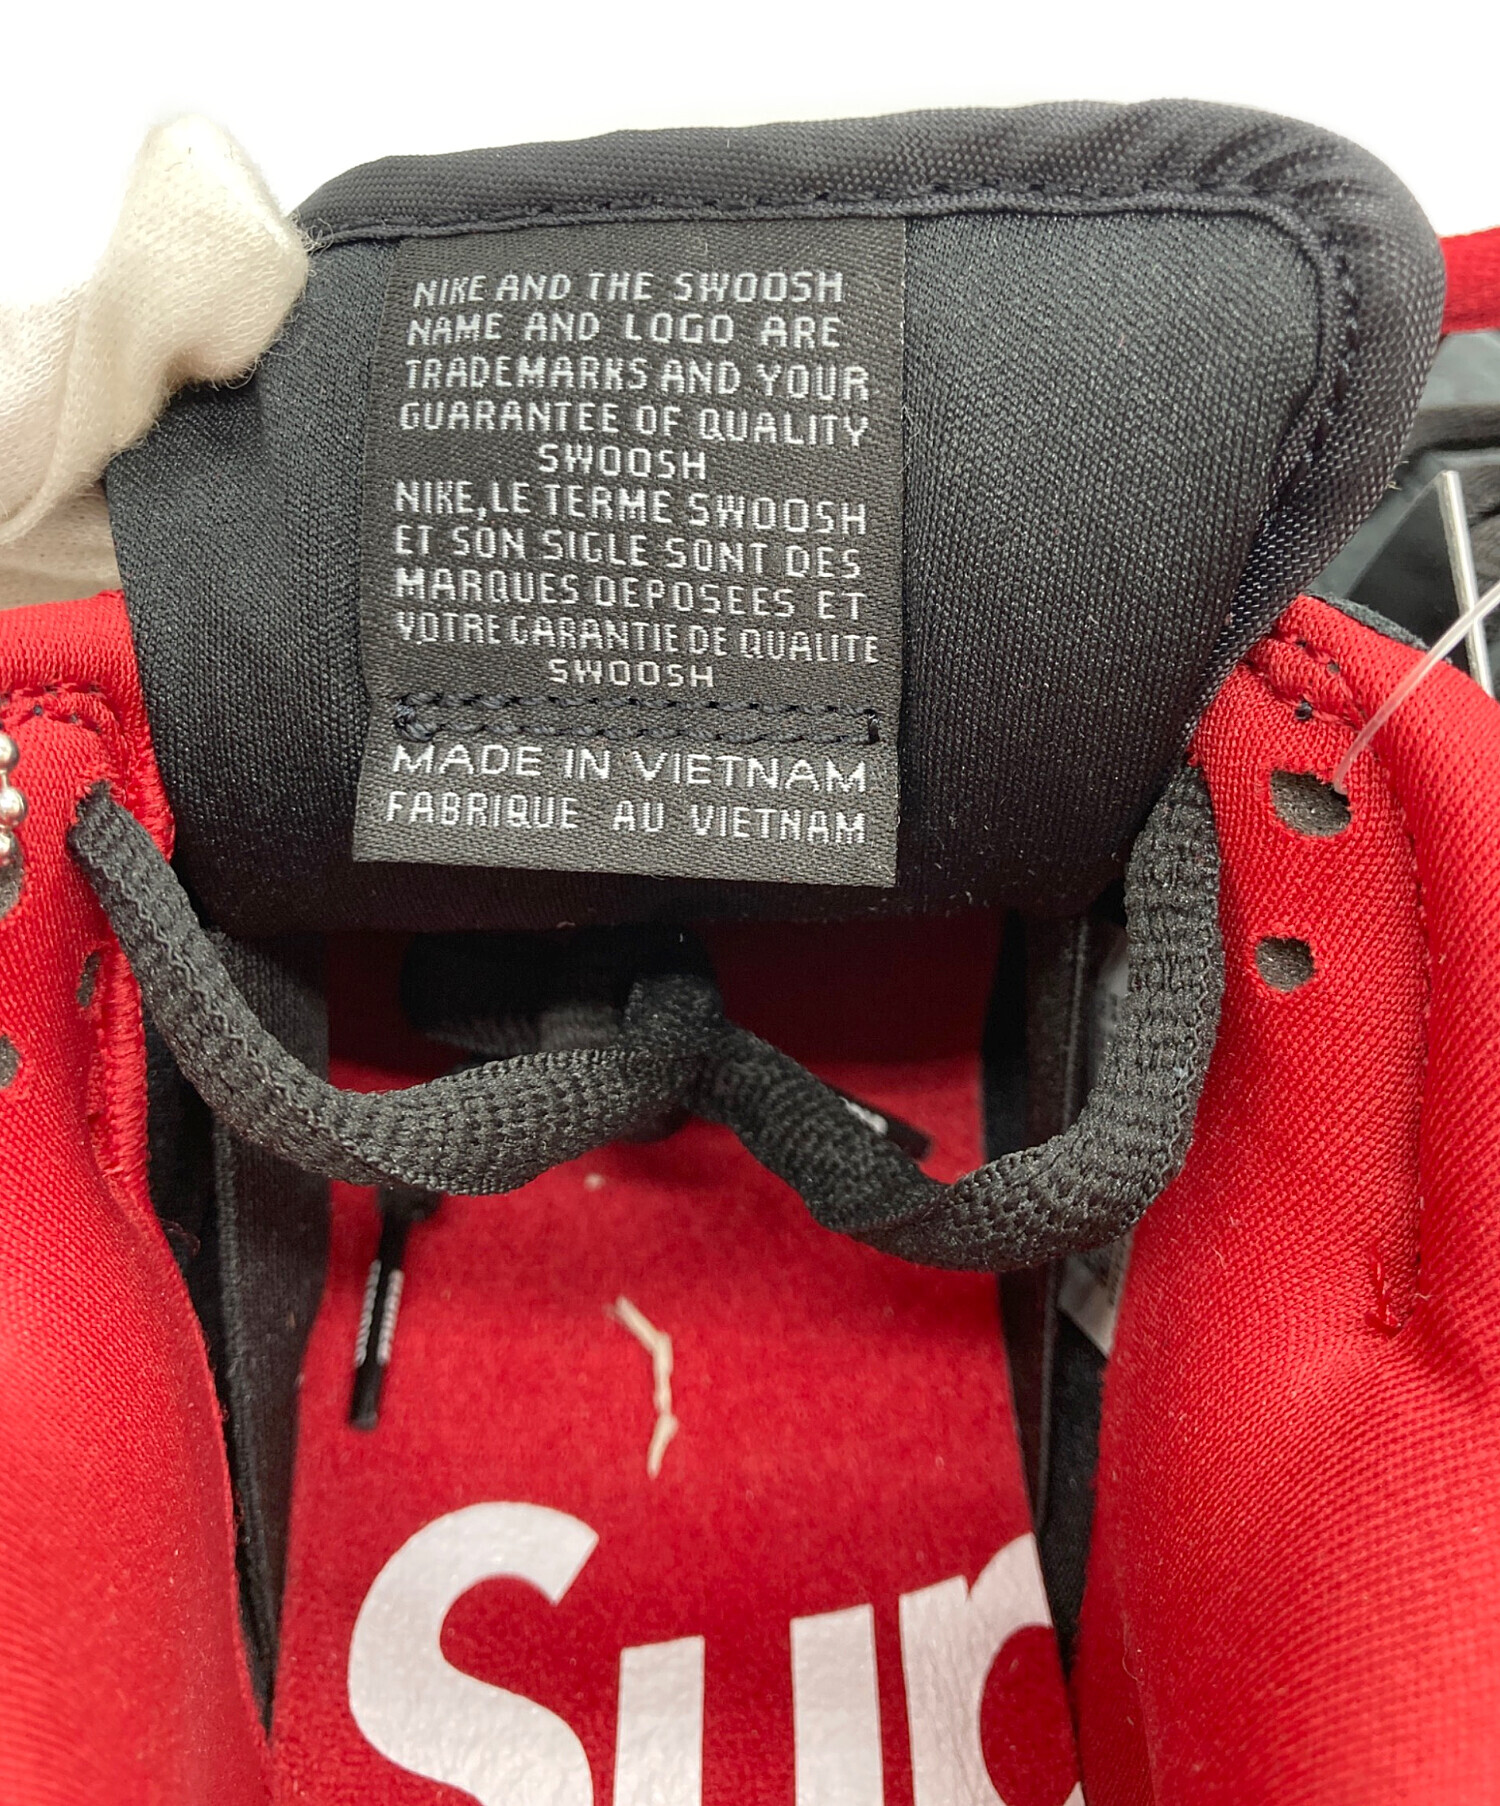 NIKE AND THE SWOOSH
NAME AND LOGO ARE
TRADEMARKS AND YOUR
GUARANTEE OF QUALITY
SWOOSH
NIKE, LE TERME SWOOSH
ET SON SIGLE SONT DES
MARQUES DEPOSEES ET
VOTRE GARANTIE DE QUALITE
SWOOSH
MADE IN VIETNAM
FABRIQUE AU VIETNAM
Sup